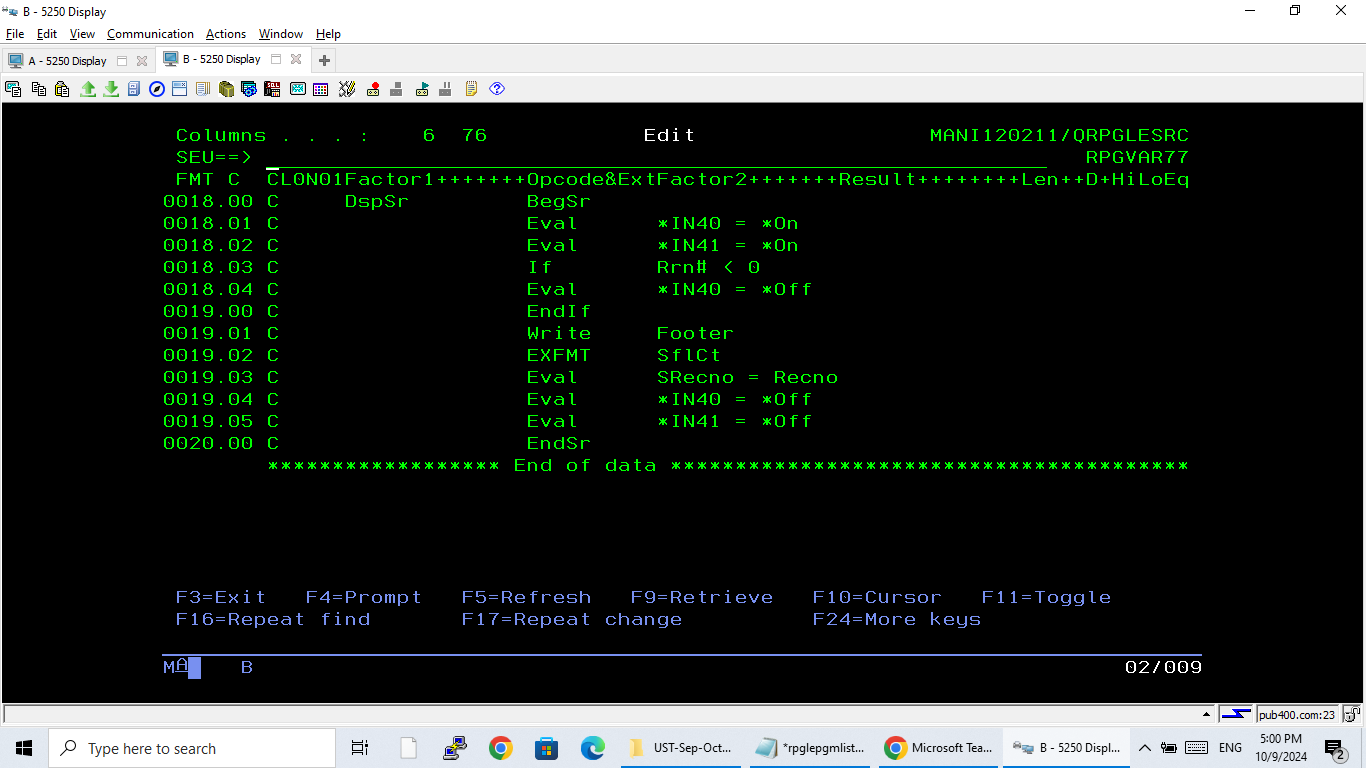 B - 5250 Display
File Edit View Communication Actions Window Help
A - 5250 Display B - 5250 Display
Columns . . . : 6 76 Edit MANI120211/QRPGLESRC
SEU==> RPGVAR77
FMT C CL0N01Factor1+++++++Opcode&ExtFactor2+++++++Result++++++++Len++D+HiLoEq
0018.00 C DspSr BegSr
0018.01 C Eval *IN40 = *On
0018.02 C Eval *IN41 = *On
0018.03 C If Rrn# < 0
0018.04 C Eval *IN40 = *Off
0019.00 C EndIf
0019.01 C Write Footer
0019.02 C EXFMT SflCt
0019.03 C Eval SRecno = Recno
0019.04 C Eval *IN40 = *Off
0019.05 C Eval *IN41 = *Off
0020.00 C EndSr
****************** End of data ****************************************
F3=Exit F4=Prompt F5=Refresh F9=Retrieve F10=Cursor F11=Toggle
F16=Repeat find F17=Repeat change F24=More keys
MA B 02/009
pub400.com:23
Type here to search UST-Sep-Oct... *rpglepgmlist... Microsoft Tea... B - 5250 Displ... ENG 5:00 PM
10/9/2024 2